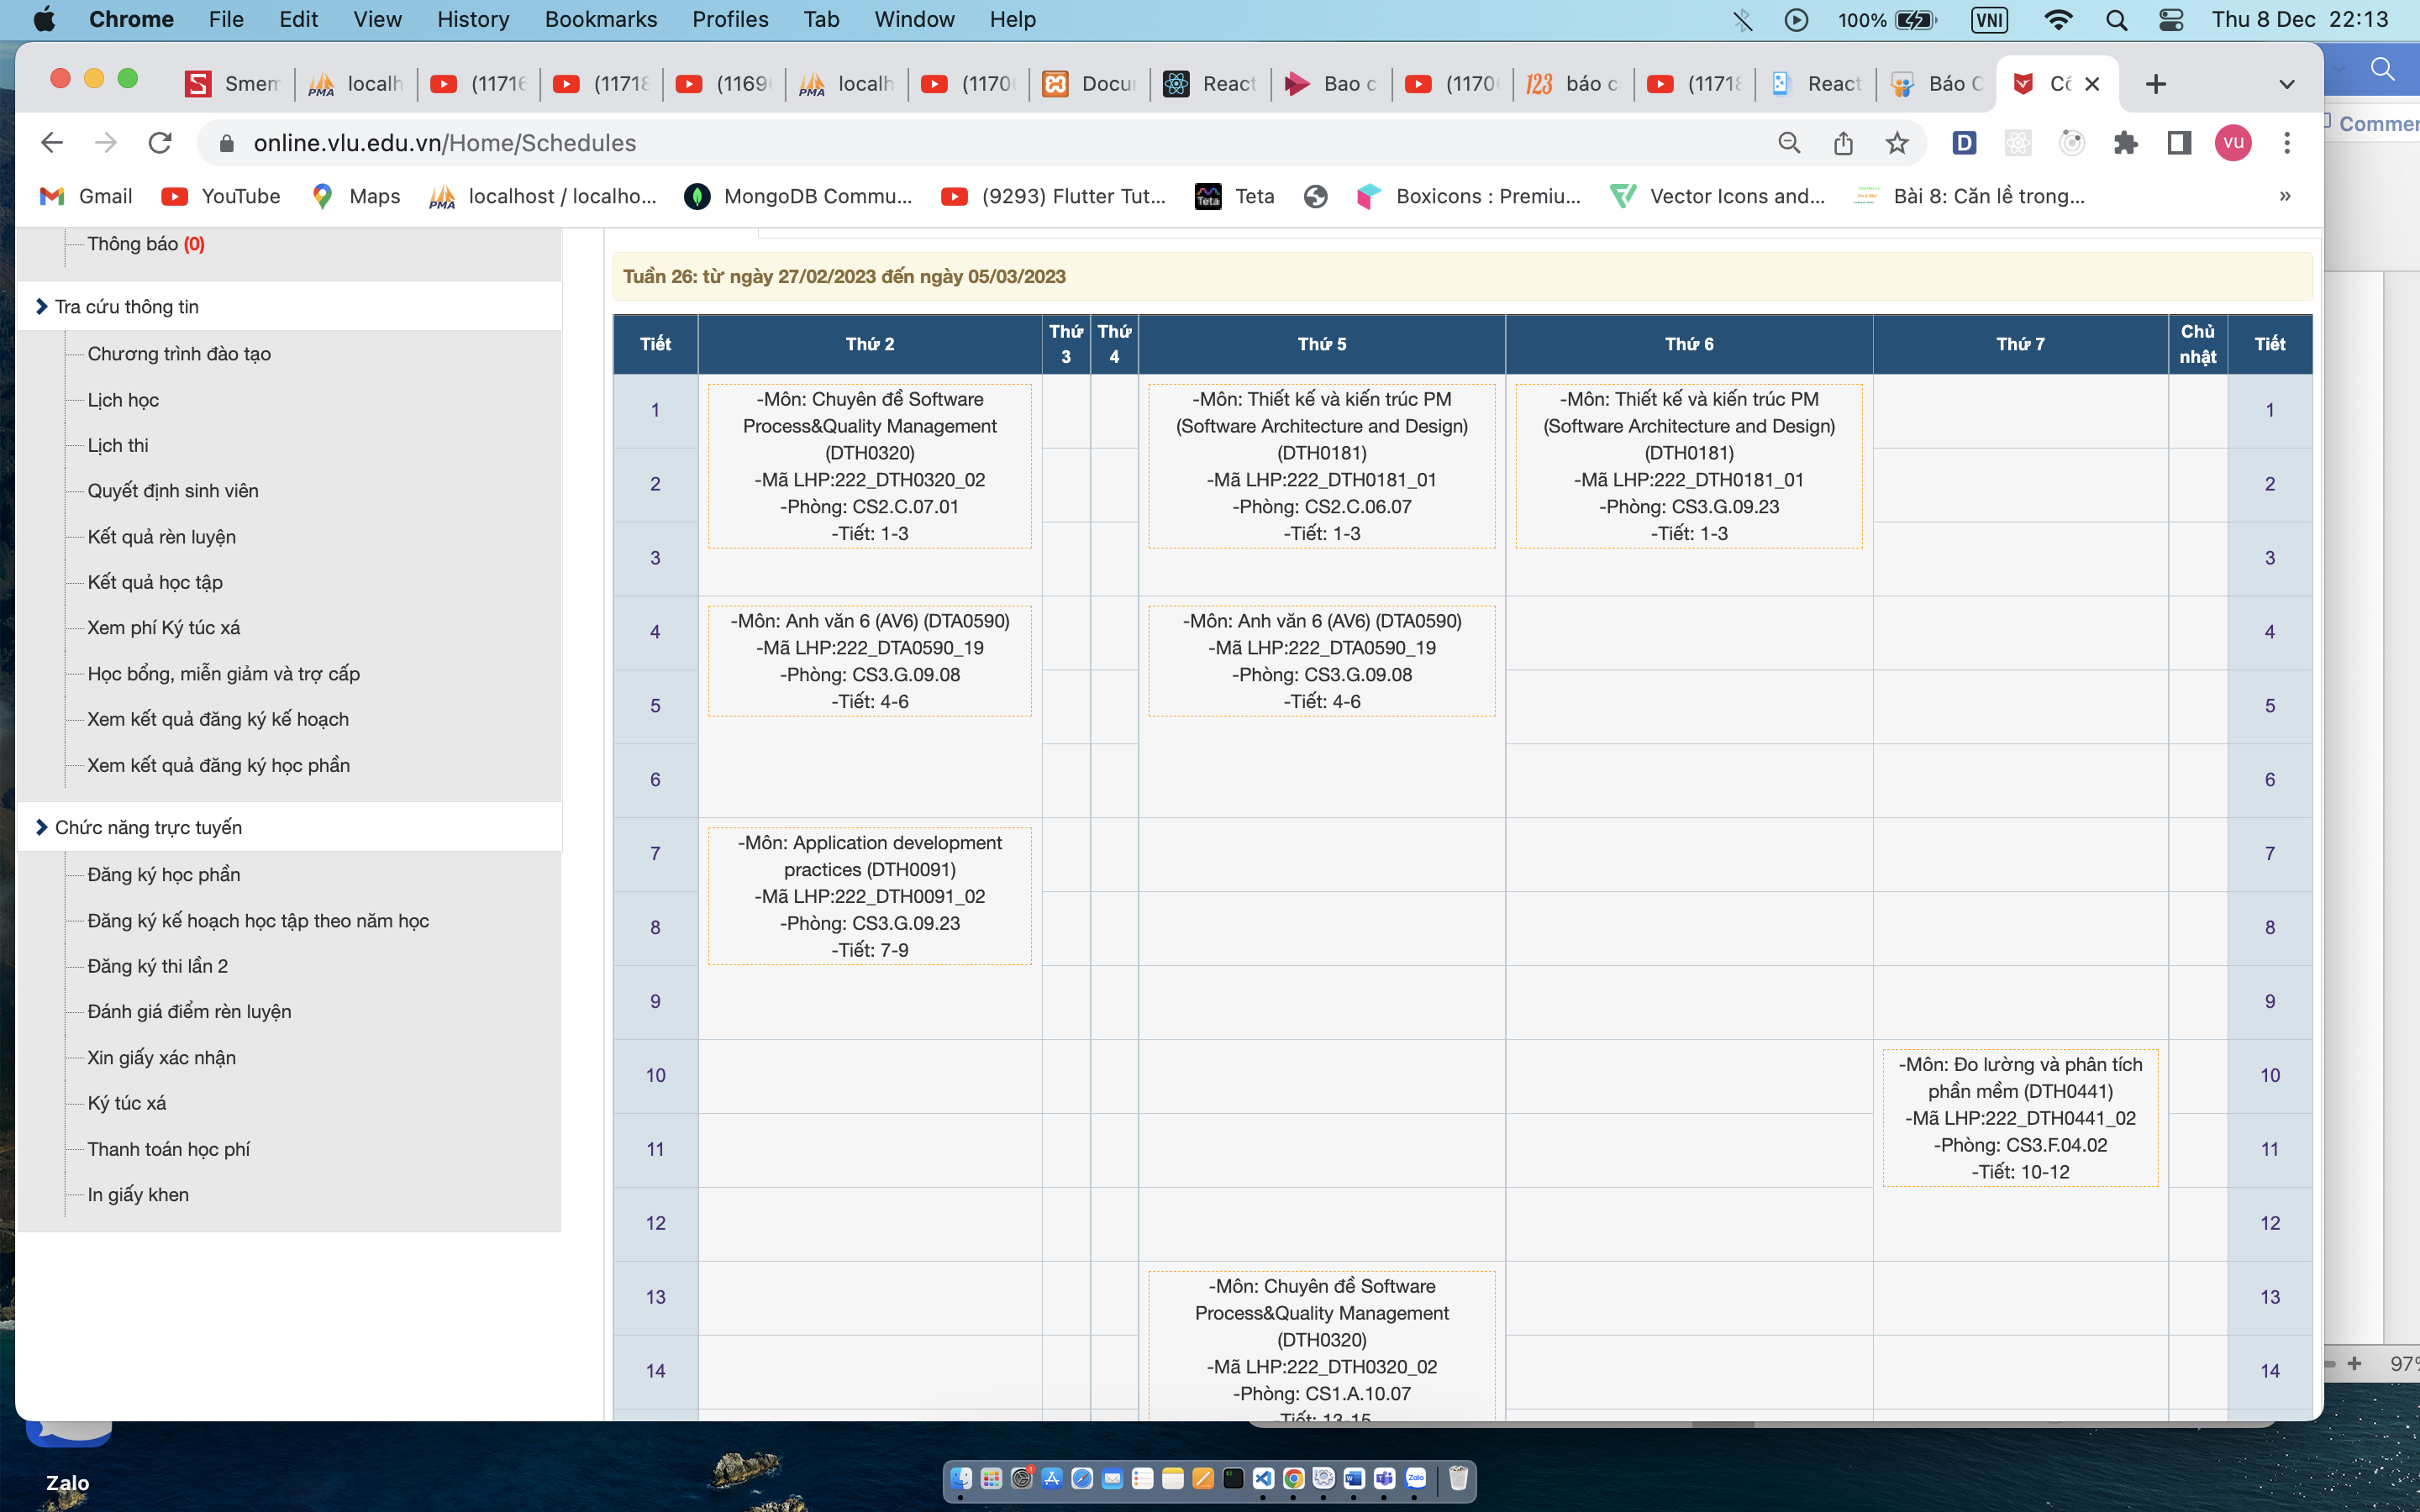 Chrome File Edit View History Bookmarks Profiles Tab Window Help 100% VNI Thu 8 Dec 22:13
Smem localh (11716 (11718 (1169 localh (1170 Docu React Bao c (1170 123 báo c (11718 React Báo C Cổ
online.vlu.edu.vn/Home/Schedules D VU
Commen
Gmail YouTube Maps localhost / localho... MongoDB Commu... (9293) Flutter Tut... Teta Boxicons : Premiu... Vector Icons and... Bài 8: Căn lề trong... »
Thông báo (0)
Tra cứu thông tin
Chương trình đào tạo
Lịch học
Lịch thi
Quyết định sinh viên
Kết quả rèn luyện
Kết quả học tập
Xem phí Ký túc xá
Học bổng, miễn giảm và trợ cấp
Xem kết quả đăng ký kế hoạch
Xem kết quả đăng ký học phần
Chức năng trực tuyến
Đăng ký học phần
Đăng ký kế hoạch học tập theo năm học
Đăng ký thi lần 2
Đánh giá điểm rèn luyện
Xin giấy xác nhận
Ký túc xá
Thanh toán học phí
In giấy khen
Tuần 26: từ ngày 27/02/2023 đến ngày 05/03/2023
Tiết Thứ 2 Thứ 3 Thứ 4 Thứ 5 Thứ 6 Thứ 7 Chủ nhật Tiết
1 1
2 2
3 3
-Môn: Chuyên đề Software
Process&Quality Management
(DTH0320)
-Mã LHP:222_DTH0320_02
-Phòng: CS2.C.07.01
-Tiết: 1-3
-Môn: Thiết kế và kiến trúc PM
(Software Architecture and Design)
(DTH0181)
-Mã LHP:222_DTH0181_01
-Phòng: CS2.C.06.07
-Tiết: 1-3
-Môn: Thiết kế và kiến trúc PM
(Software Architecture and Design)
(DTH0181)
-Mã LHP:222_DTH0181_01
-Phòng: CS3.G.09.23
-Tiết: 1-3
4 4
5 5
6 6
-Môn: Anh văn 6 (AV6) (DTA0590)
-Mã LHP:222_DTA0590_19
-Phòng: CS3.G.09.08
-Tiết: 4-6
-Môn: Anh văn 6 (AV6) (DTA0590)
-Mã LHP:222_DTA0590_19
-Phòng: CS3.G.09.08
-Tiết: 4-6
7 7
8 8
9 9
-Môn: Application development
practices (DTH0091)
-Mã LHP:222_DTH0091_02
-Phòng: CS3.G.09.23
-Tiết: 7-9
10 10
11 11
12 12
-Môn: Đo lường và phân tích
phần mềm (DTH0441)
-Mã LHP:222_DTH0441_02
-Phòng: CS3.F.04.02
-Tiết: 10-12
13 13
14 14
-Môn: Chuyên đề Software
Process&Quality Management
(DTH0320)
-Mã LHP:222_DTH0320_02
-Phòng: CS1.A.10.07
-Tiết: 13-15
97%
Zalo